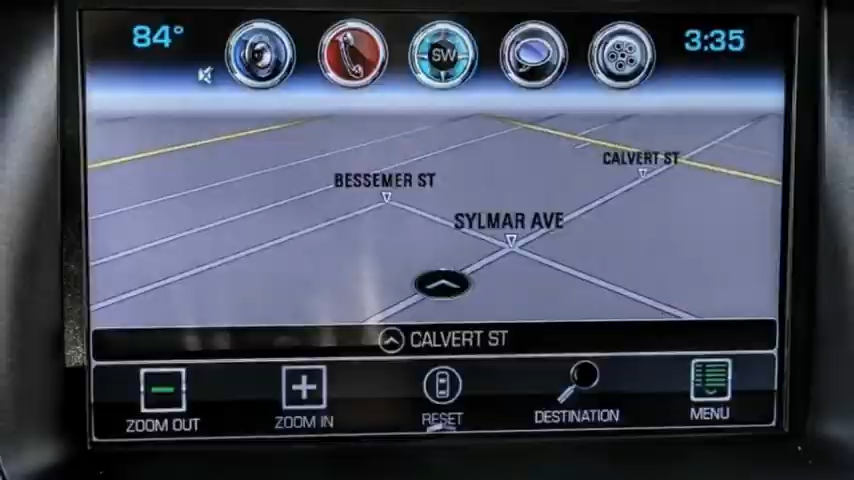 84°
SW
3:35
CALVERT ST
BESSEMER ST
SYLMAR AVE
CALVERT ST
ZOOM OUT
ZOOM IN
RESET
DESTINATION
MENU